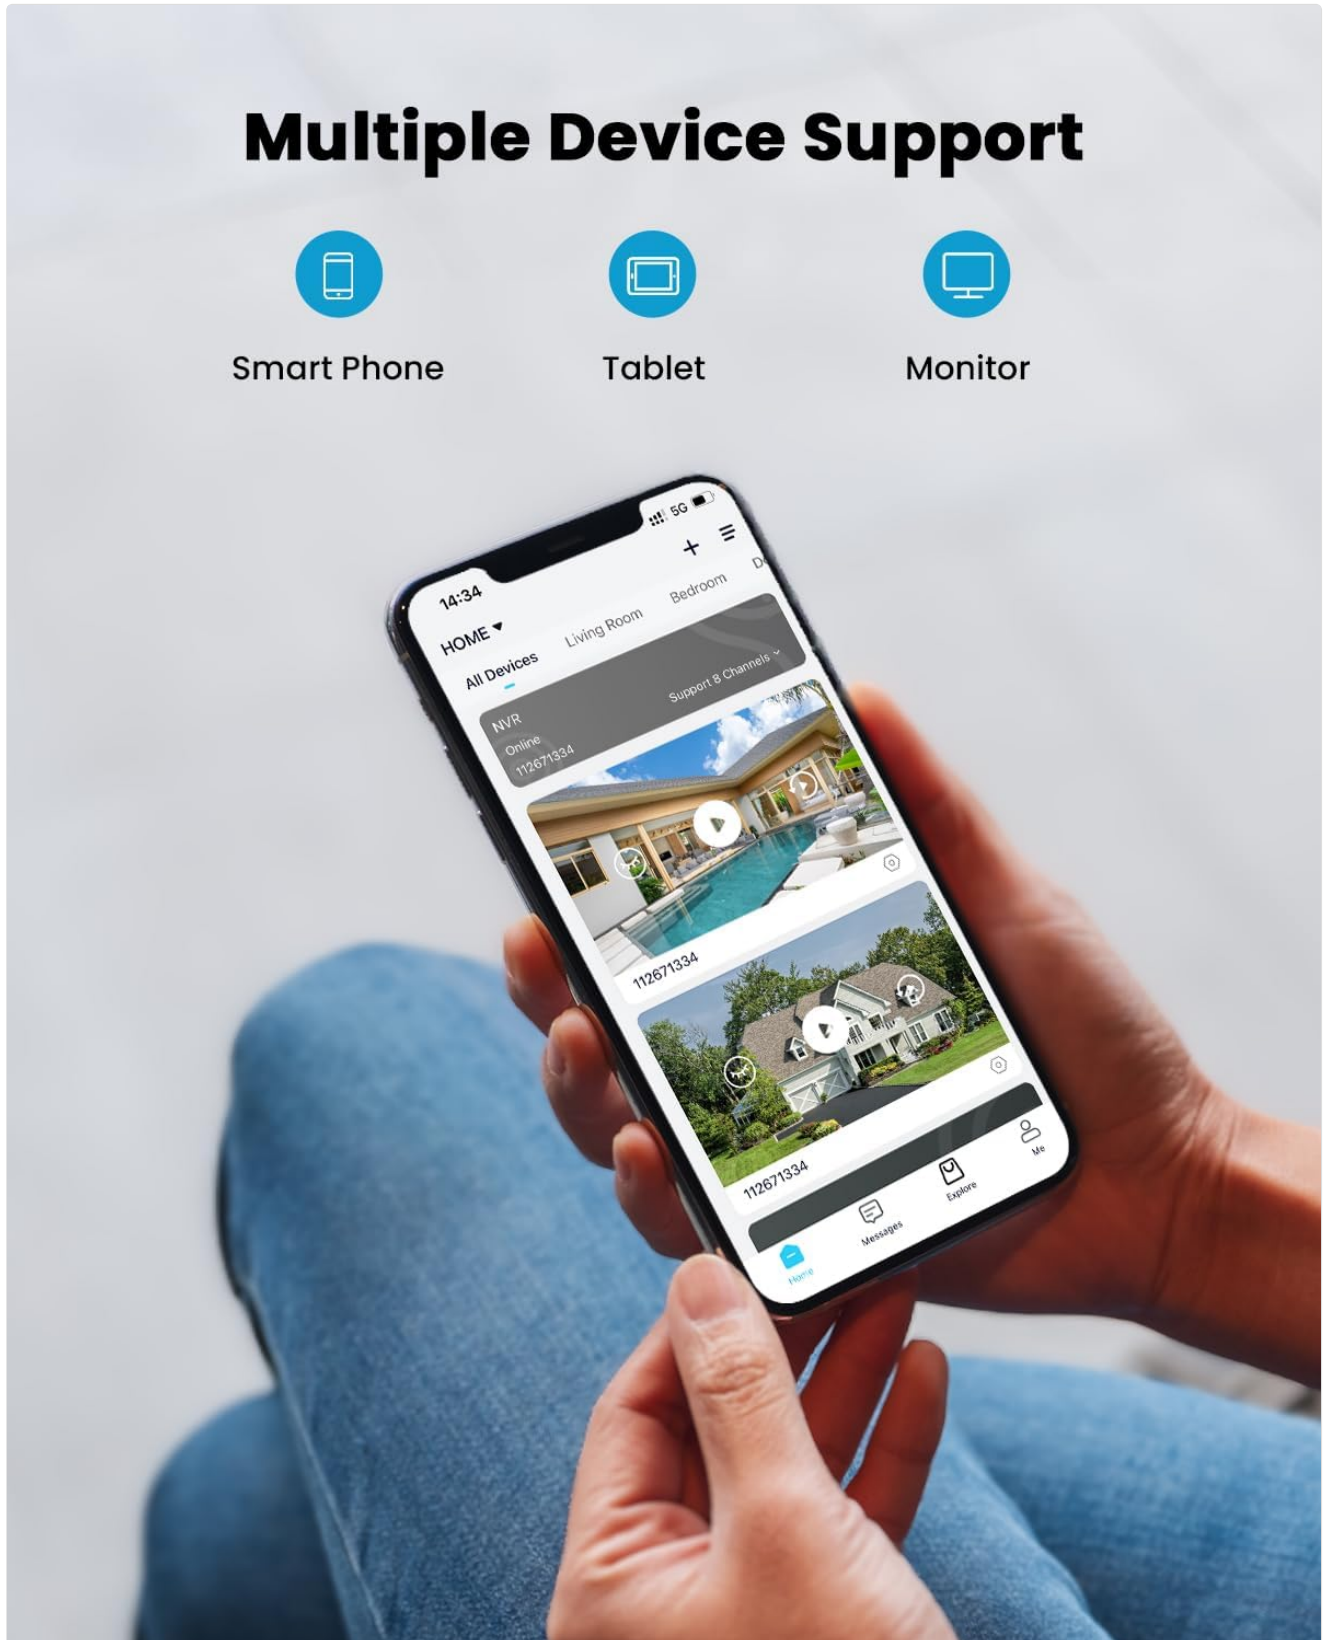 Multiple Device Support
Smart Phone Tablet Monitor
14:34 5G
HOME
All Devices Living Room Bedroom
NVR
Online
112671334
Support 8 Channels
112671334
112671334
Home Messages Explore Me